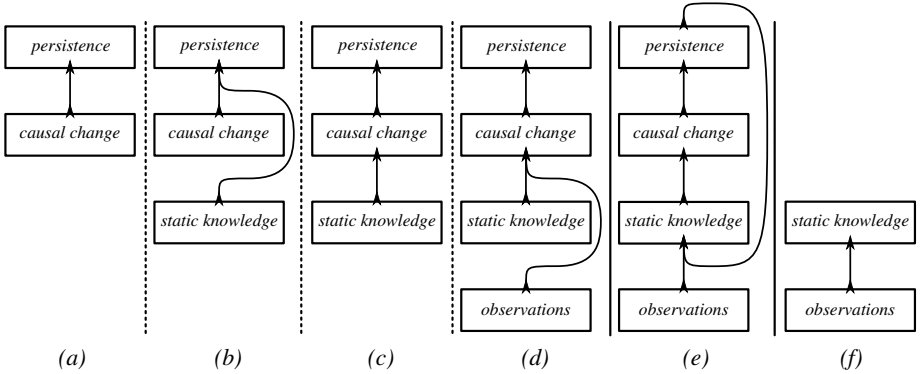 persistence
causal change
(a)
persistence
causal change
static knowledge
(b)
persistence
causal change
static knowledge
(c)
persistence
causal change
static knowledge
observations
(d)
persistence
causal change
static knowledge
observations
(e)
static knowledge
observations
(f)